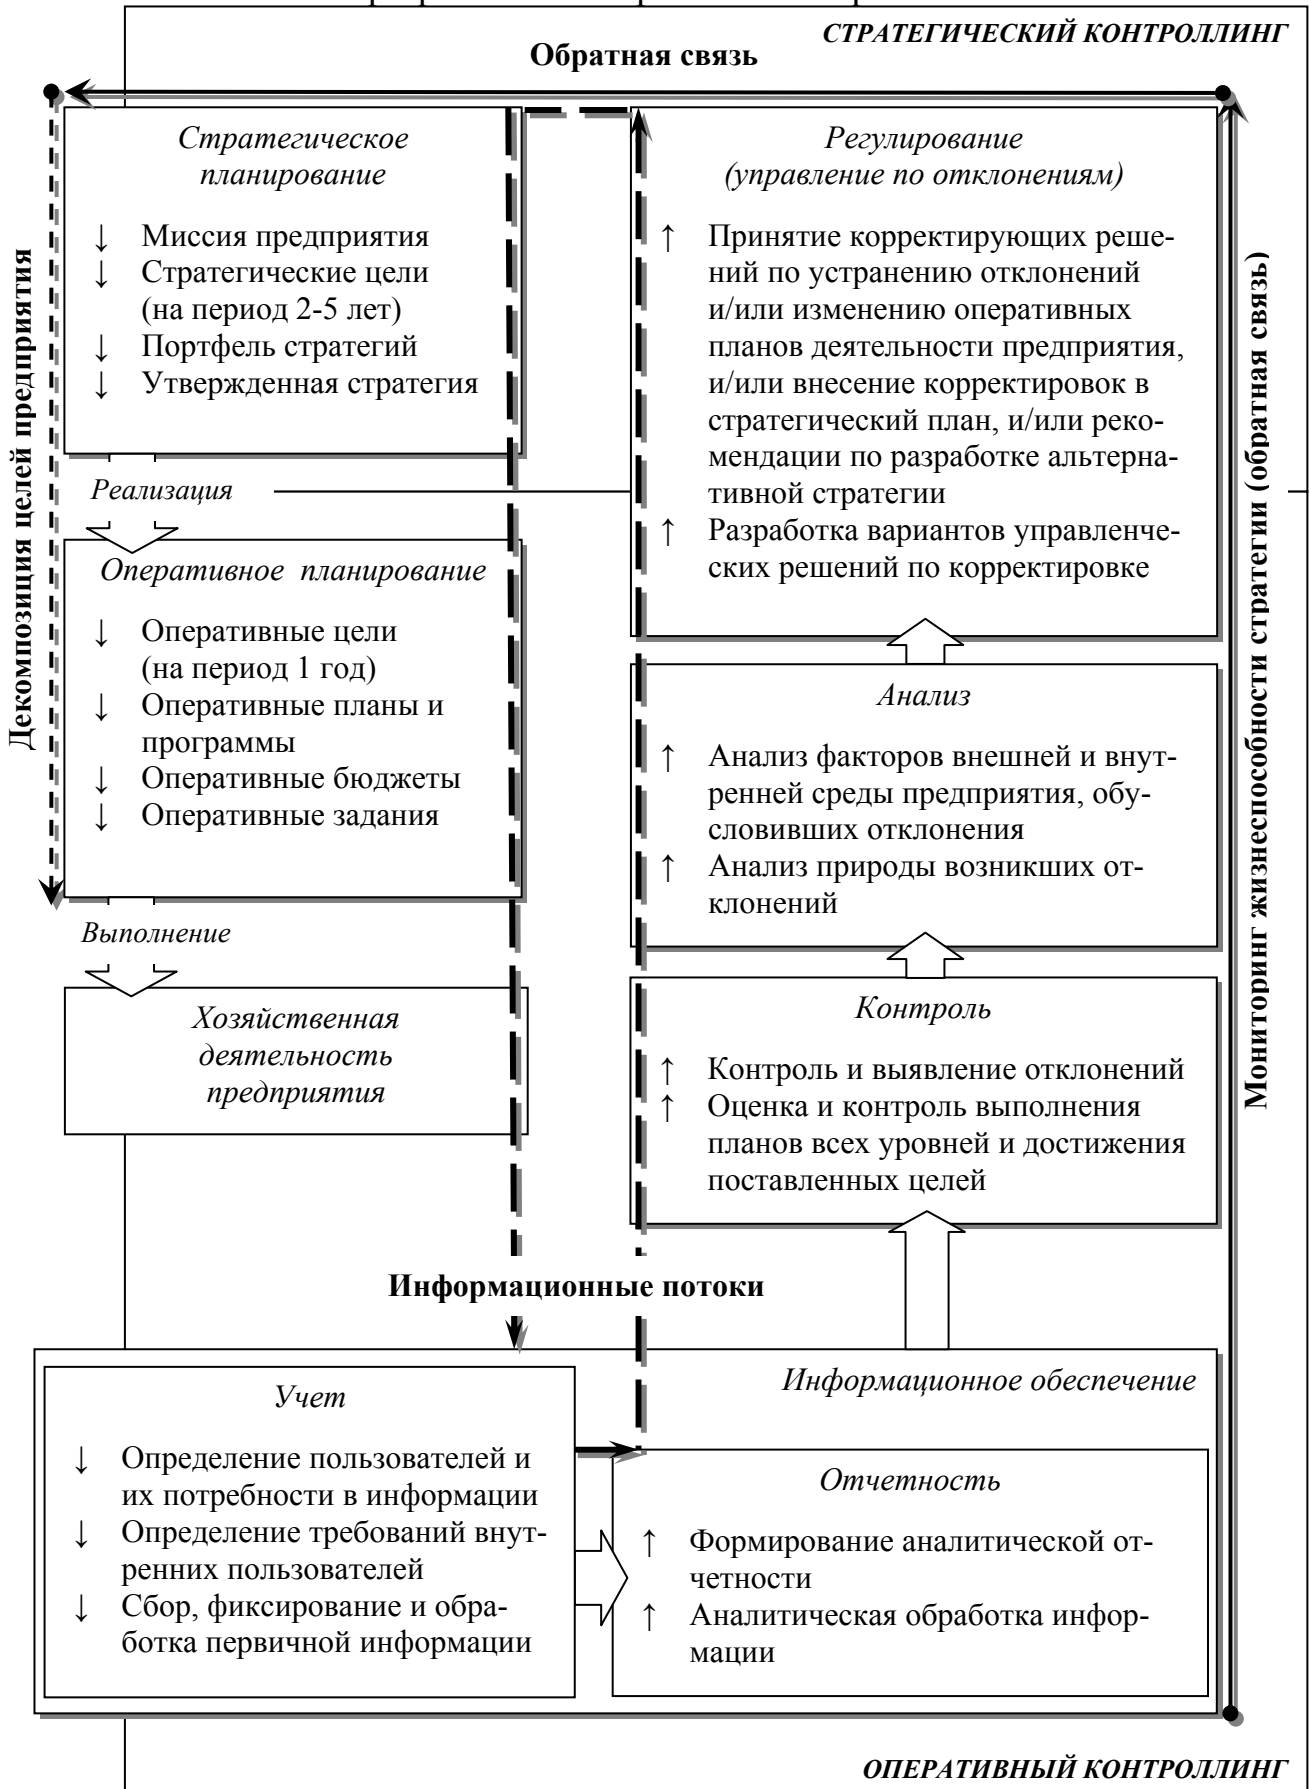 СТРАТЕГИЧЕСКИЙ КОНТРОЛЛИНГ
Обратная связь
Декомпозиция целей предприятия
Стратегическое
планирование
↓ Миссия предприятия
↓ Стратегические цели
(на период 2-5 лет)
↓ Портфель стратегий
↓ Утвержденная стратегия
Реализация
Оперативное планирование
↓ Оперативные цели
(на период 1 год)
↓ Оперативные планы и
программы
↓ Оперативные бюджеты
↓ Оперативные задания
Выполнение
Хозяйственная
деятельность
предприятия
Регулирование
(управление по отклонениям)
↑ Принятие корректирующих реше-
ний по устранению отклонений
и/или изменению оперативных
планов деятельности предприятия,
и/или внесение корректировок в
стратегический план, и/или реко-
мендации по разработке альтерна-
тивной стратегии
↑ Разработка вариантов управленче-
ских решений по корректировке
Анализ
↑ Анализ факторов внешней и внут-
ренней среды предприятия, обу-
словивших отклонения
↑ Анализ природы возникших от-
клонений
Контроль
↑ Контроль и выявление отклонений
↑ Оценка и контроль выполнения
планов всех уровней и достижения
поставленных целей
Мониторинг жизнеспособности стратегии (обратная связь)
Информационные потоки
Информационное обеспечение
Учет
↓ Определение пользователей и
их потребности в информации
↓ Определение требований внут-
ренних пользователей
↓ Сбор, фиксирование и обра-
ботка первичной информации
Отчетность
↑ Формирование аналитической от-
четности
↑ Аналитическая обработка инфор-
мации
ОПЕРАТИВНЫЙ КОНТРОЛЛИНГ